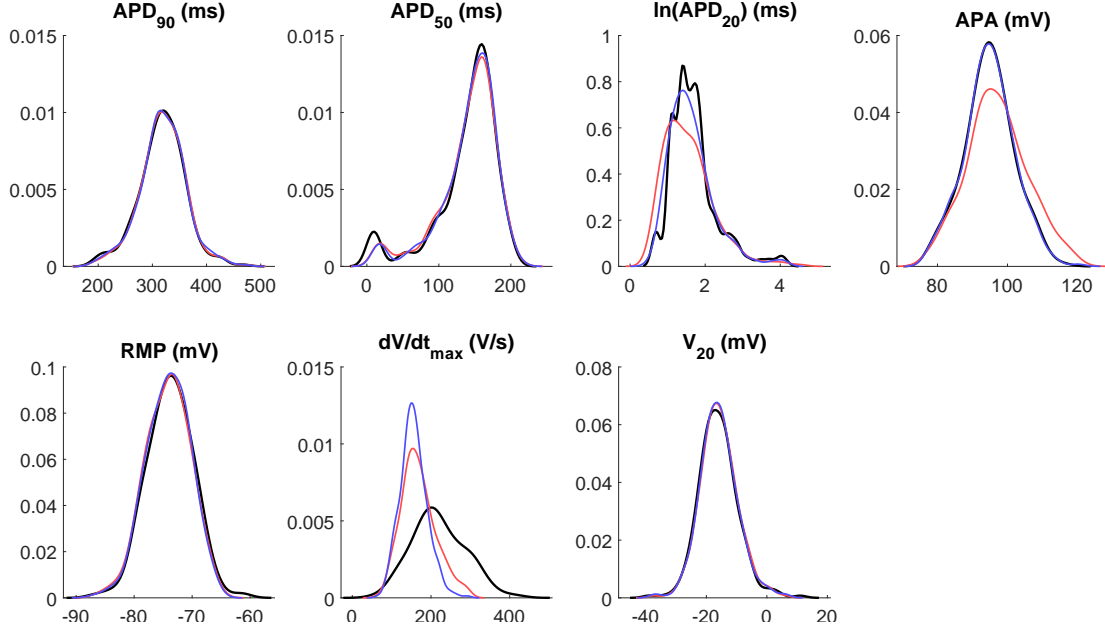 APD90 (ms)
0.015
0.01
0.005
0
200 300 400 500
APD50 (ms)
0.015
0.01
0.005
0
0 100 200
ln(APD20) (ms)
1
0.8
0.6
0.4
0.2
0
0 2 4
APA (mV)
0.06
0.04
0.02
0
80 100 120
RMP (mV)
0.1
0.08
0.06
0.04
0.02
0
-90 -80 -70 -60
dV/dtmax (V/s)
0.015
0.01
0.005
0
0 200 400
V20 (mV)
0.08
0.06
0.04
0.02
0
-40 -20 0 20